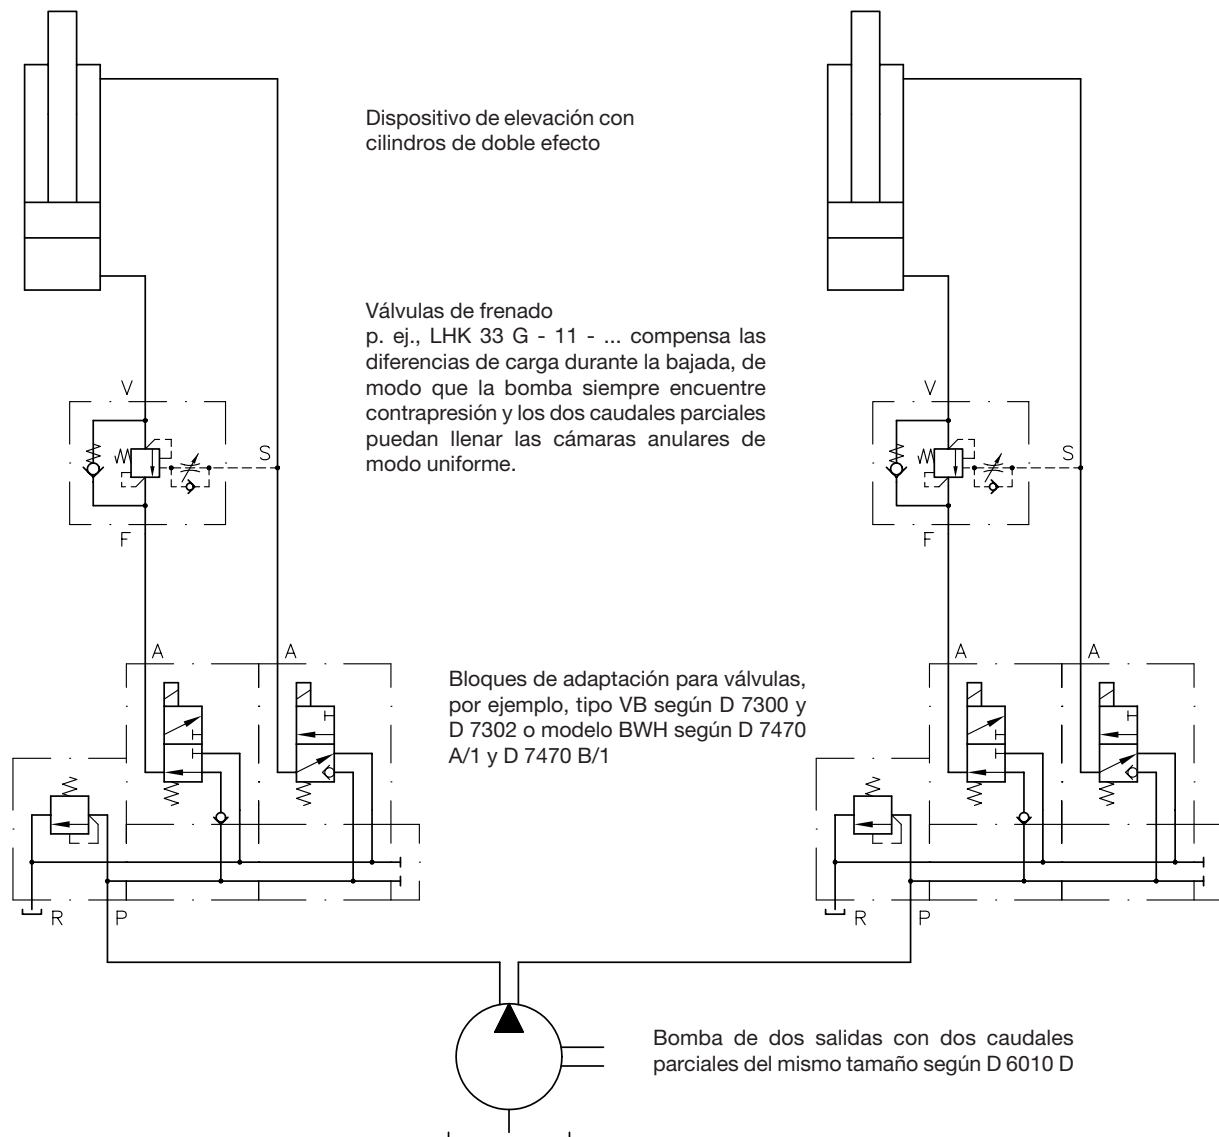 Dispositivo de elevación con
cilindros de doble efecto
Válvulas de frenado
p. ej., LHK 33 G - 11 - ... compensa las
diferencias de carga durante la bajada, de
modo que la bomba siempre encuentre
contrapresión y los dos caudales parciales
puedan llenar las cámaras anulares de
modo uniforme.
V
S
F
V
S
F
A
A
Bloques de adaptación para válvulas,
por ejemplo, tipo VB según D 7300 y
D 7302 o modelo BWH según D 7470
A/1 y D 7470 B/1
A
A
R
P
R
P
Bomba de dos salidas con dos caudales
parciales del mismo tamaño según D 6010 D